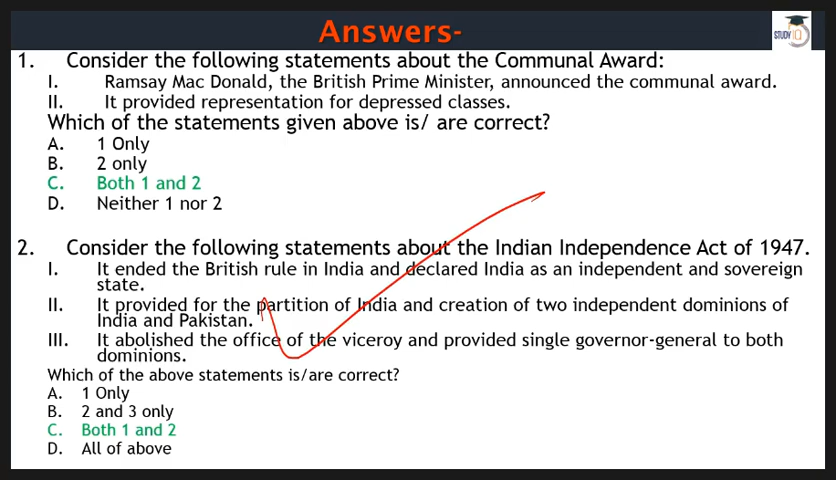 Answers-
STUDY IQ
1. Consider the following statements about the Communal Award:
I. Ramsay Mac Donald, the British Prime Minister, announced the communal award.
II. It provided representation for depressed classes.
Which of the statements given above is/ are correct?
A. 1 Only
B. 2 only
C. Both 1 and 2
D. Neither 1 nor 2
2. Consider the following statements about the Indian Independence Act of 1947.
I. It ended the British rule in India and declared India as an independent and sovereign
state.
II. It provided for the partition of India and creation of two independent dominions of
India and Pakistan.
III. It abolished the office of the viceroy and provided single governor-general to both
dominions.
Which of the above statements is/are correct?
A. 1 Only
B. 2 and 3 only
C. Both 1 and 2
D. All of above